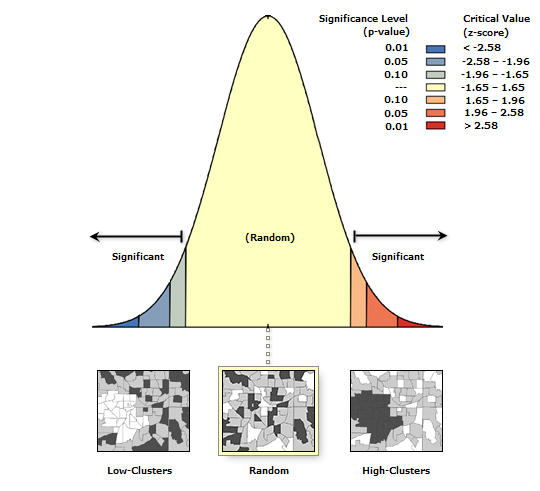 Significance Level
(p-value)
Critical Value
(z-score)
0.01 < -2.58
0.05 -2.58 – -1.96
0.10 -1.96 – -1.65
--- -1.65 – 1.65
0.10 1.65 – 1.96
0.05 1.96 – 2.58
0.01 > 2.58
(Random)
Significant Significant
Low-Clusters Random High-Clusters